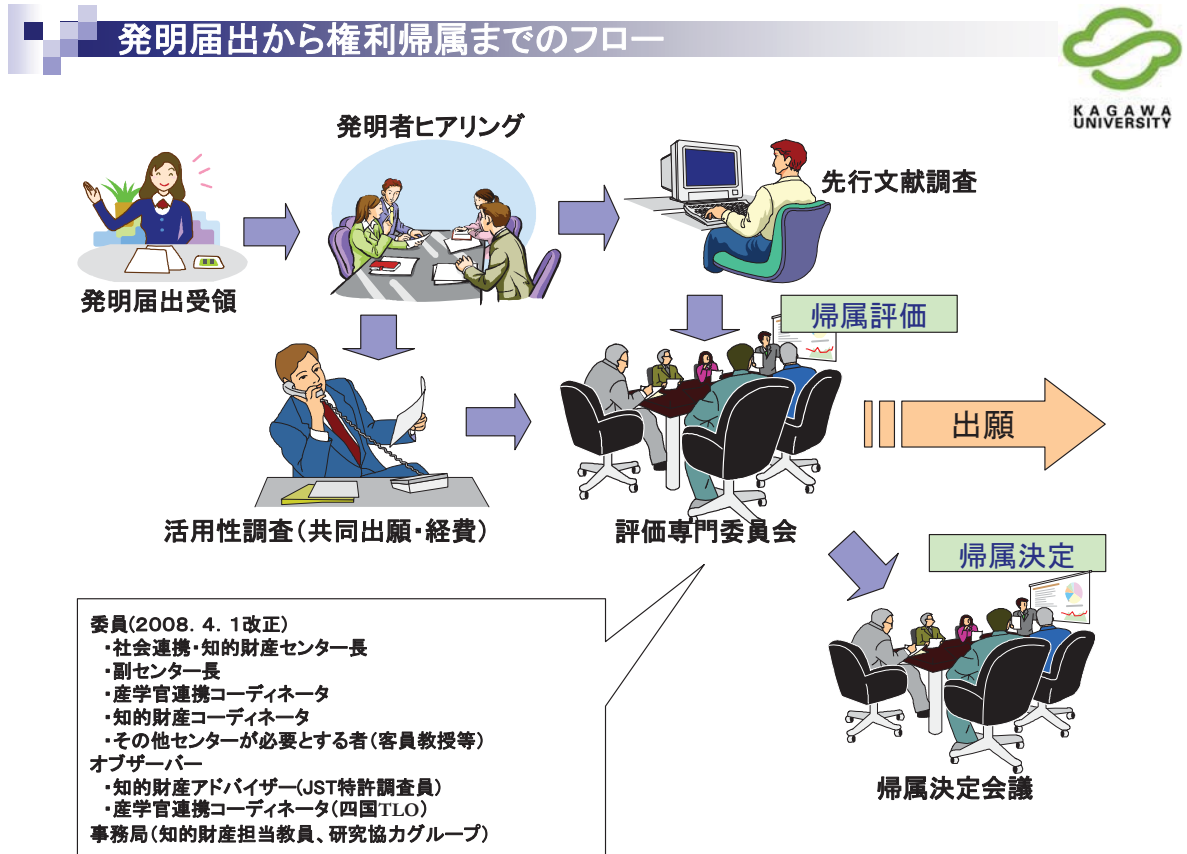 発明届出から権利帰属までのフロー
KAGAWA
UNIVERSITY
発明者ヒアリング
先行文献調査
発明届出受領
帰属評価
出願
活用性調査(共同出願・経費)
評価専門委員会
帰属決定
委員(2008.4.1改正)
・社会連携・知的財産センター長
・副センター長
・産学官連携コーディネータ
・知的財産コーディネータ
・その他センターが必要とする者(客員教授等)
オブザーバー
・知的財産アドバイザー(JST特許調査員)
・産学官連携コーディネータ(四国TLO)
事務局(知的財産担当教員、研究協力グループ)
帰属決定会議